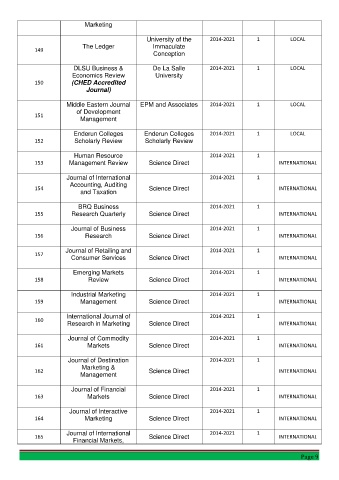 Marketing
149 The Ledger University of the Immaculate Conception 2014-2021 1 LOCAL
150 DLSU Business & Economics Review (CHED Accredited Journal) De La Salle University 2014-2021 1 LOCAL
151 Middle Eastern Journal of Development Management EPM and Associates 2014-2021 1 LOCAL
152 Enderun Colleges Scholarly Review Enderun Colleges Scholarly Review 2014-2021 1 LOCAL
153 Human Resource Management Review Science Direct 2014-2021 1 INTERNATIONAL
154 Journal of International Accounting, Auditing and Taxation Science Direct 2014-2021 1 INTERNATIONAL
155 BRQ Business Research Quarterly Science Direct 2014-2021 1 INTERNATIONAL
156 Journal of Business Research Science Direct 2014-2021 1 INTERNATIONAL
157 Journal of Retailing and Consumer Services Science Direct 2014-2021 1 INTERNATIONAL
158 Emerging Markets Review Science Direct 2014-2021 1 INTERNATIONAL
159 Industrial Marketing Management Science Direct 2014-2021 1 INTERNATIONAL
160 International Journal of Research in Marketing Science Direct 2014-2021 1 INTERNATIONAL
161 Journal of Commodity Markets Science Direct 2014-2021 1 INTERNATIONAL
162 Journal of Destination Marketing & Management Science Direct 2014-2021 1 INTERNATIONAL
163 Journal of Financial Markets Science Direct 2014-2021 1 INTERNATIONAL
164 Journal of Interactive Marketing Science Direct 2014-2021 1 INTERNATIONAL
165 Journal of International Financial Markets, Science Direct 2014-2021 1 INTERNATIONAL
Page 9